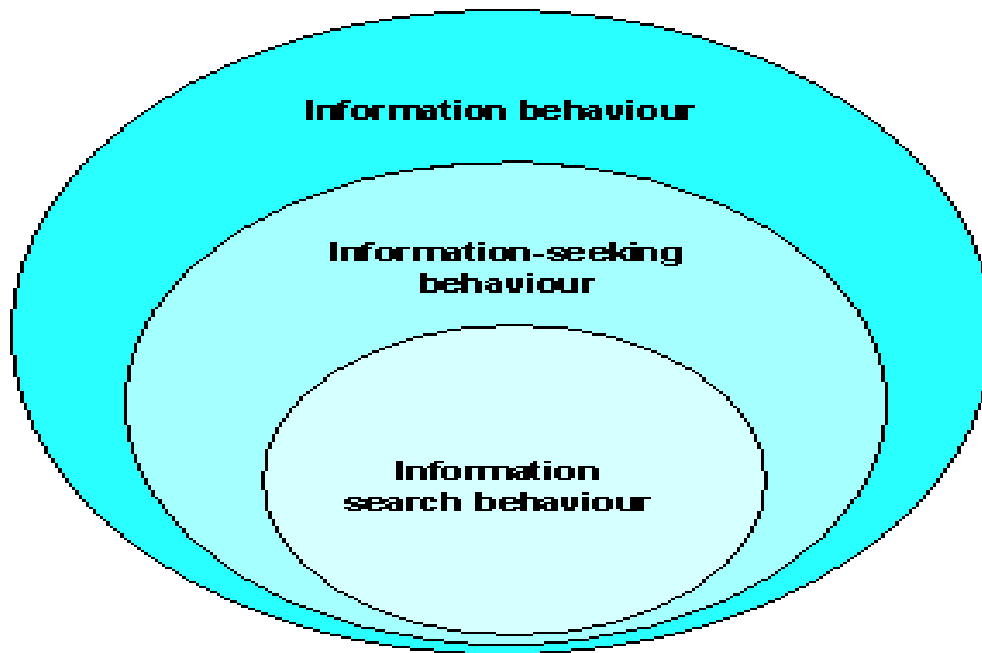 Information behaviour
Information-seeking
behaviour
Information
search behaviour